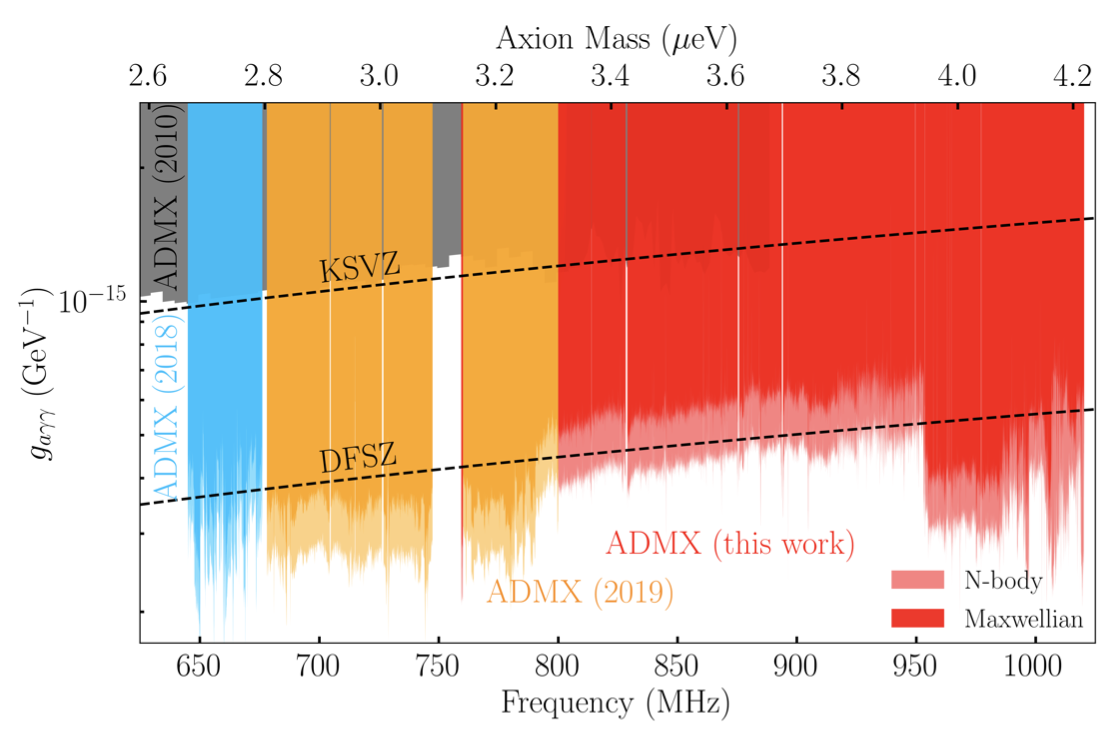 Axion Mass (μeV)
2.6 2.8 3.0 3.2 3.4 3.6 3.8 4.0 4.2
ADMX (2010)
KSVZ
10⁻¹⁵
g_{aγγ} (GeV⁻¹)
ADMX (2018)
DFSZ
ADMX (this work)
ADMX (2019)
N-body
Maxwellian
650 700 750 800 850 900 950 1000
Frequency (MHz)